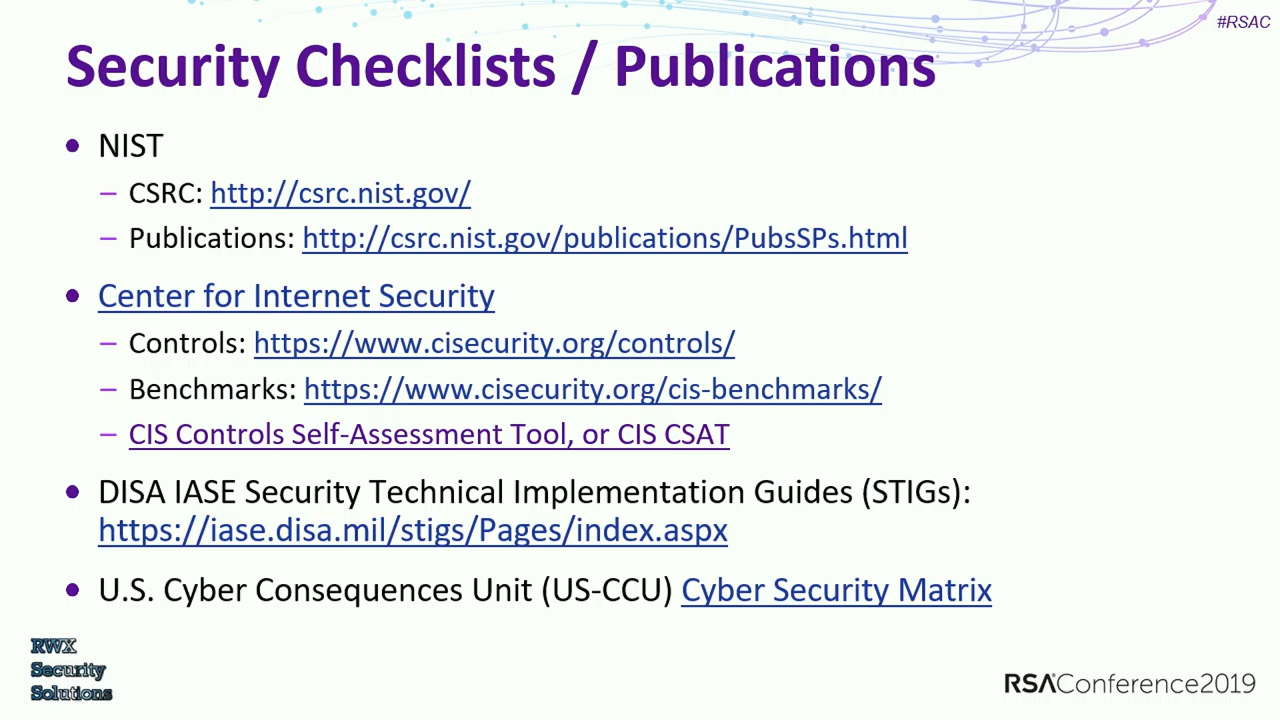 #RSAC
Security Checklists / Publications
• NIST
– CSRC: http://csrc.nist.gov/
– Publications: http://csrc.nist.gov/publications/PubsSPs.html
• Center for Internet Security
– Controls: https://www.cisecurity.org/controls/
– Benchmarks: https://www.cisecurity.org/cis-benchmarks/
– CIS Controls Self-Assessment Tool, or CIS CSAT
• DISA IASE Security Technical Implementation Guides (STIGs):
https://iase.disa.mil/stigs/Pages/index.aspx
• U.S. Cyber Consequences Unit (US-CCU) Cyber Security Matrix
RWX
Security
Solutions
RSAConference2019